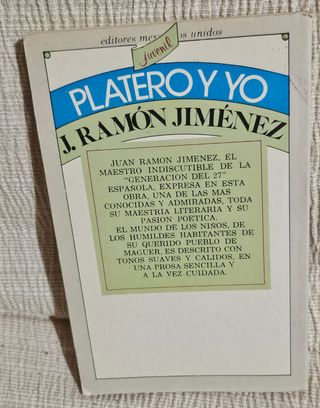 editores mex os unidos
juvenil
PLATERO Y YO
J. RAMÓN JIMÉNEZ
JUAN RAMON JIMENEZ, EL
MAESTRO INDISCUTIBLE DE LA
"GENERACION DEL 27"
ESPAÑOLA, EXPRESA EN ESTA
OBRA, UNA DE LAS MAS
CONOCIDAS Y ADMIRADAS, TODA
SU MAESTRIA LITERARIA Y SU
PASION POETICA.
EL MUNDO DE LOS NIÑOS, DE
LOS HUMILDES HABITANTES DE
SU QUERIDO PUEBLO DE
MAGUER, ES DESCRITO CON
TONOS SUAVES Y CALIDOS, EN
UNA PROSA SENCILLA Y
A LA VEZ CUIDADA